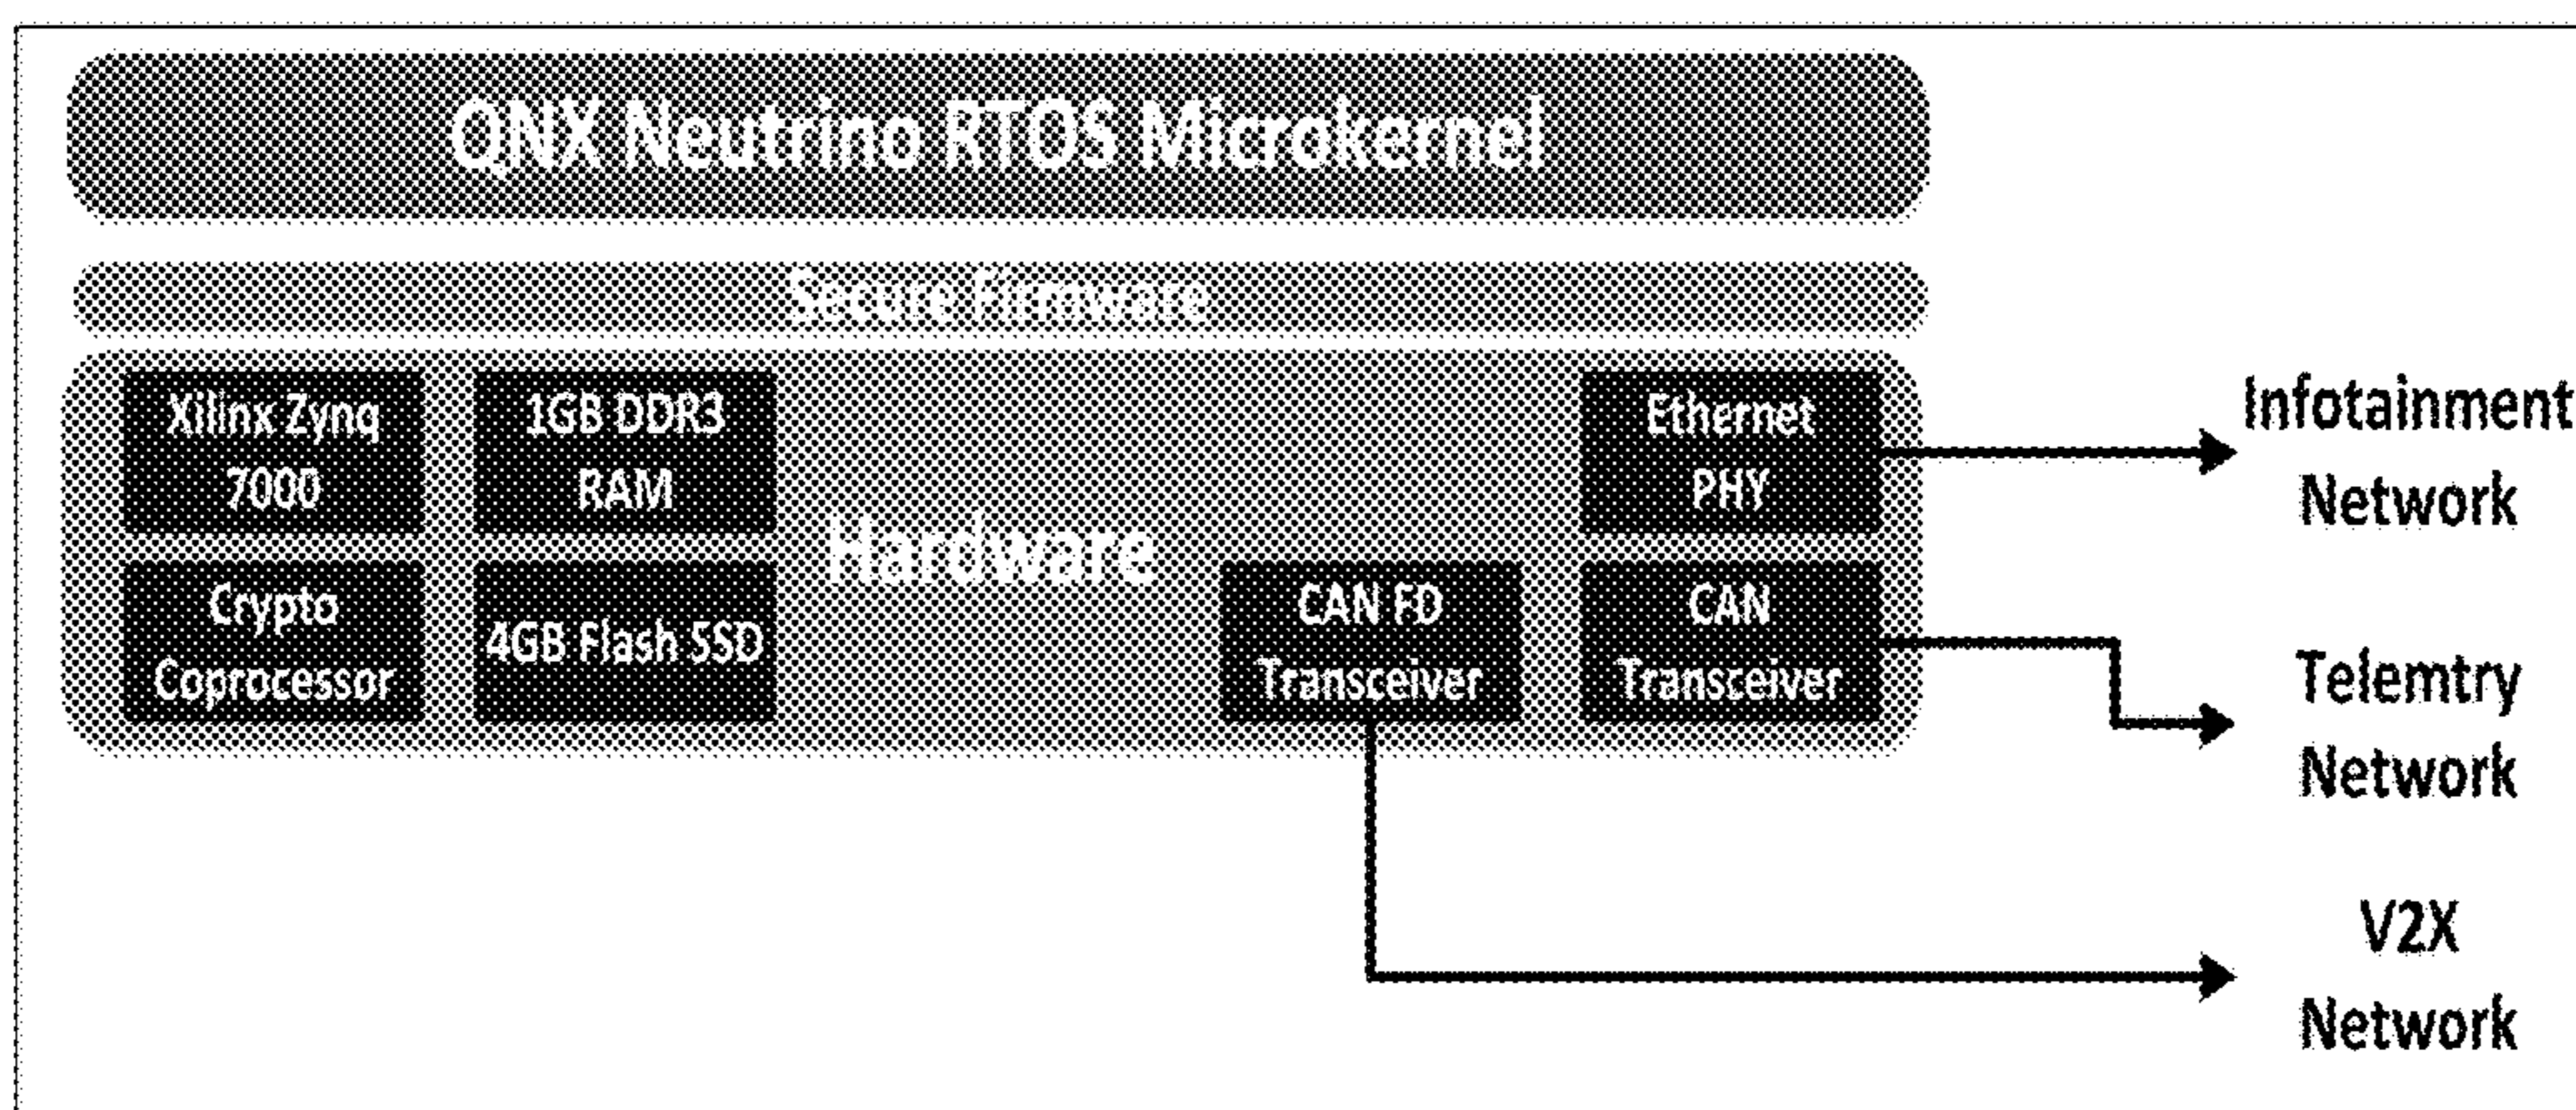 QNX Neutrino RTOS Microkernel
Secure Firmware
Hardware
Xilinx Zynq
7000
1GB DDR3
RAM
Crypto
Coprocessor
4GB Flash SSD
CAN FD
Transceiver
Ethernet
PHY
CAN
Transceiver
Infotainment
Network
Telemtry
Network
V2X
Network